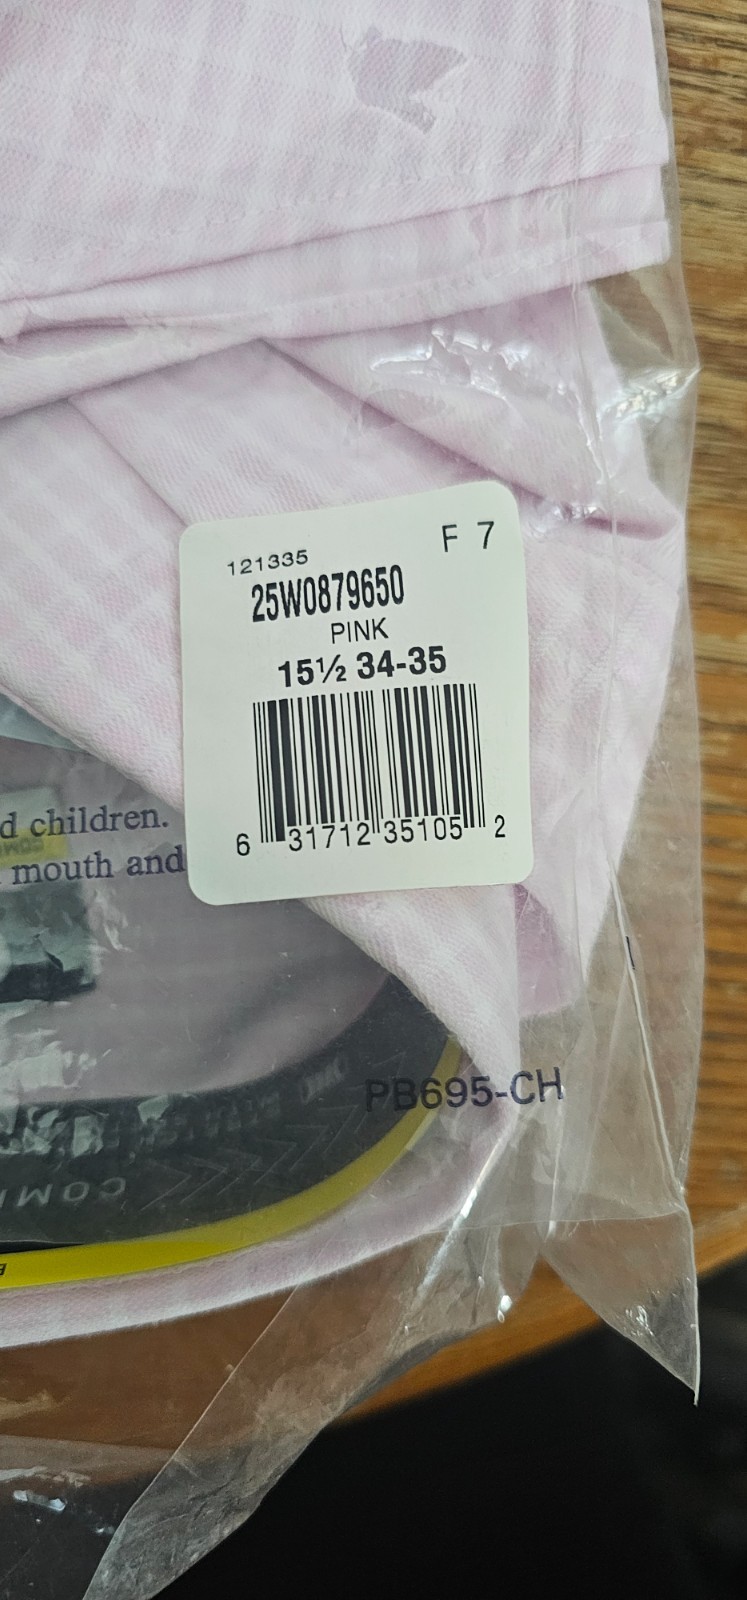 F 7
121335
25W0879650
PINK
15½ 34-35
6 31712 35105 2
d children.
mouth and
PB695-CH